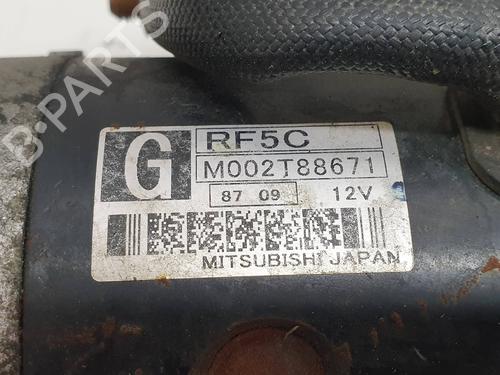 B-PARTS
G
RF5C
M002T88671
87 09 12V
MITSUBISHI JAPAN